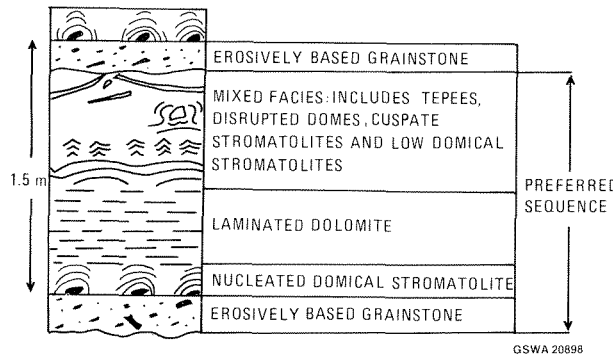 EROSIVELY BASED GRAINSTONE
MIXED FACIES: INCLUDES TEPEES,
DISRUPTED DOMES, CUSPATE
STROMATOLITES AND LOW DOMICAL
STROMATOLITES
1.5 m
PREFERRED
SEQUENCE
LAMINATED DOLOMITE
NUCLEATED DOMICAL STROMATOLITE
EROSIVELY BASED GRAINSTONE
GSWA 20898